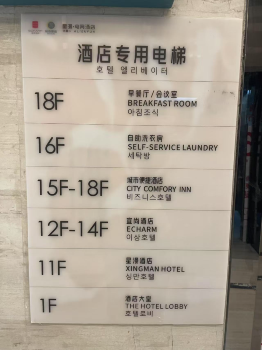 酒店专用电梯
호텔 엘리베이터
18F
早餐厅/会议室
BREAKFAST ROOM
아침조식
16F
自助洗衣房
SELF-SERVICE LAUNDRY
세탁방
15F-18F
城市便捷酒店
CITY COMFORY INN
비즈니스호텔
12F-14F
宜尚酒店
ECHARM
이상호텔
11F
星漫酒店
XINGMAN HOTEL
싱만호텔
1F
酒店大堂
THE HOTEL LOBBY
호텔로비